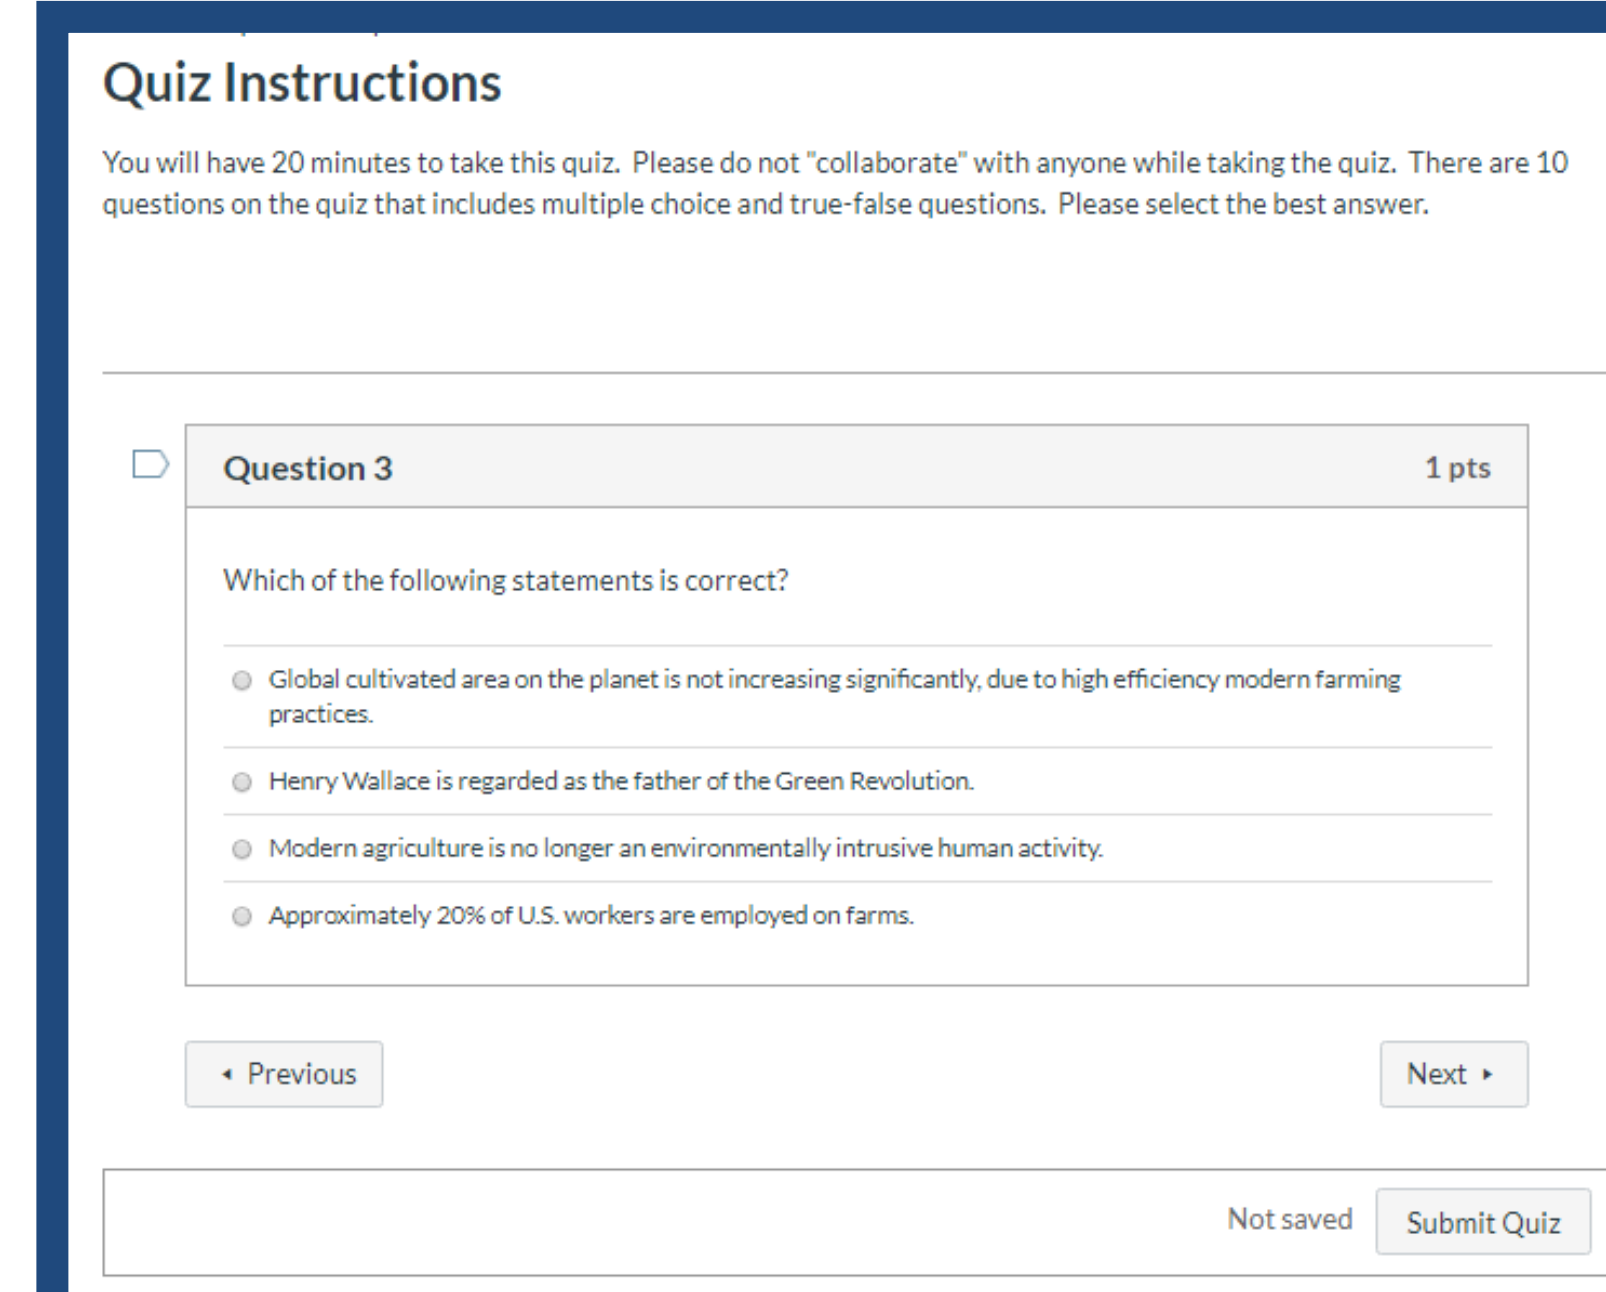 Quiz Instructions
You will have 20 minutes to take this quiz. Please do not "collaborate" with anyone while taking the quiz. There are 10
questions on the quiz that includes multiple choice and true-false questions. Please select the best answer.
Question 3
1 pts
Which of the following statements is correct?
Global cultivated area on the planet is not increasing significantly, due to high efficiency modern farming
practices.
Henry Wallace is regarded as the father of the Green Revolution.
Modern agriculture is no longer an environmentally intrusive human activity.
Approximately 20% of U.S. workers are employed on farms.
Previous
Next
Not saved
Submit Quiz